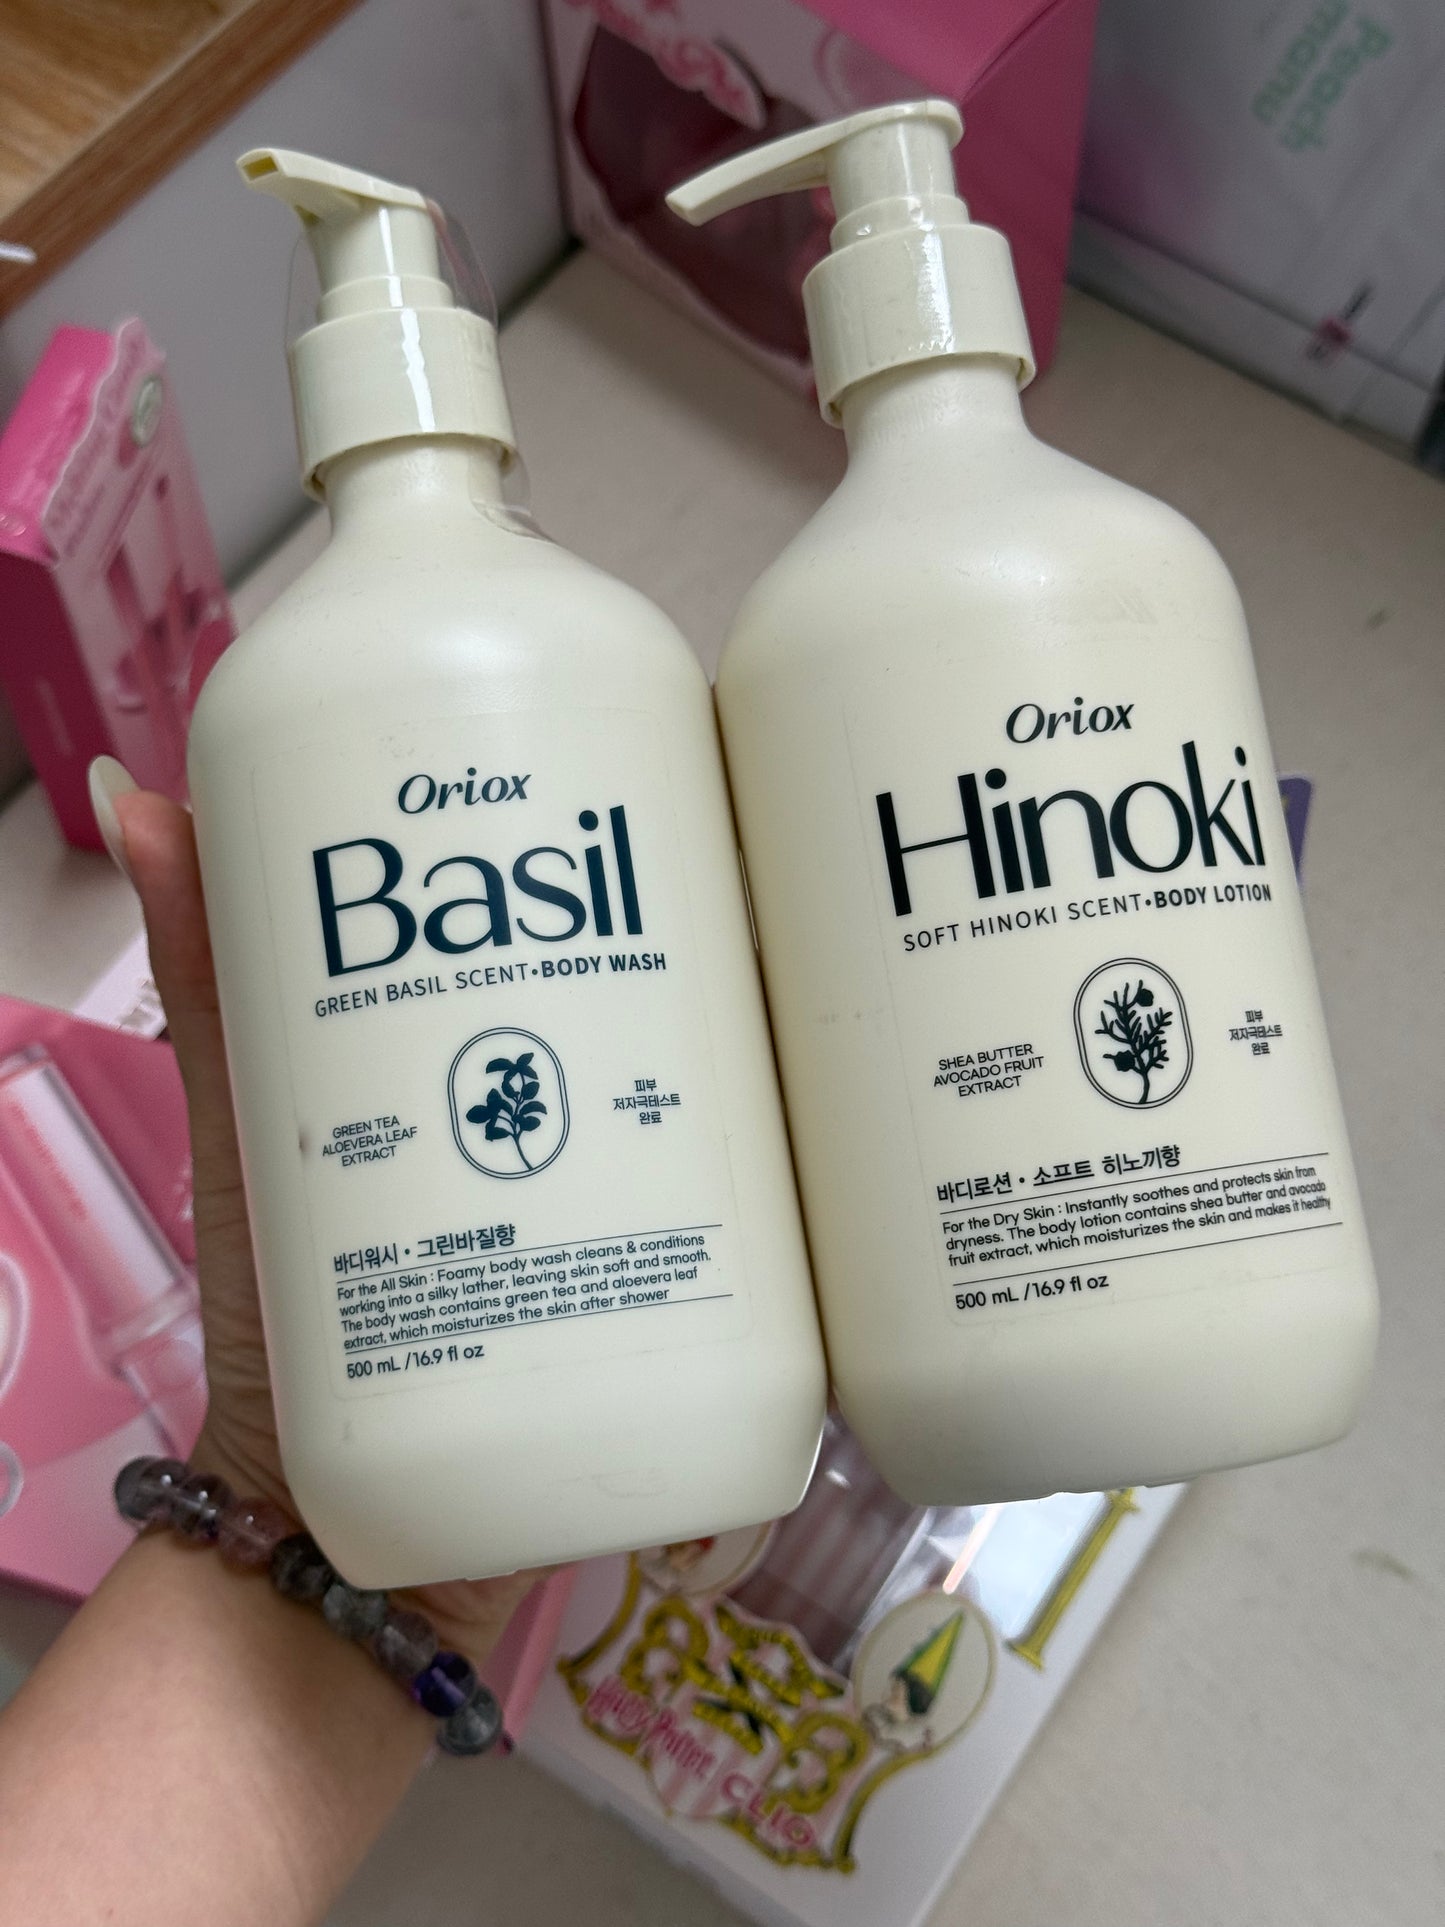 Oriox
Basil
GREEN BASIL SCENT•BODY WASH
GREEN TEA
ALOEVERA LEAF
EXTRACT
피부
저자극테스트
완료
바디워시 • 그린바질향
For the All Skin : Foamy body wash cleans & conditions
working into a silky lather, leaving skin soft and smooth.
The body wash contains green tea and aloevera leaf
extract, which moisturizes the skin after shower
500 mL /16.9 fl oz
Oriox
Hinoki
SOFT HINOKI SCENT•BODY LOTION
SHEA BUTTER
AVOCADO FRUIT
EXTRACT
피부
저자극테스트
완료
바디로션 • 소프트 히노끼향
For the Dry Skin : Instantly soothes and protects skin from
dryness. The body lotion contains shea butter and avocado
fruit extract, which moisturizes the skin and makes it healthy
500 mL /16.9 fl oz
Peach
mang
CLIO